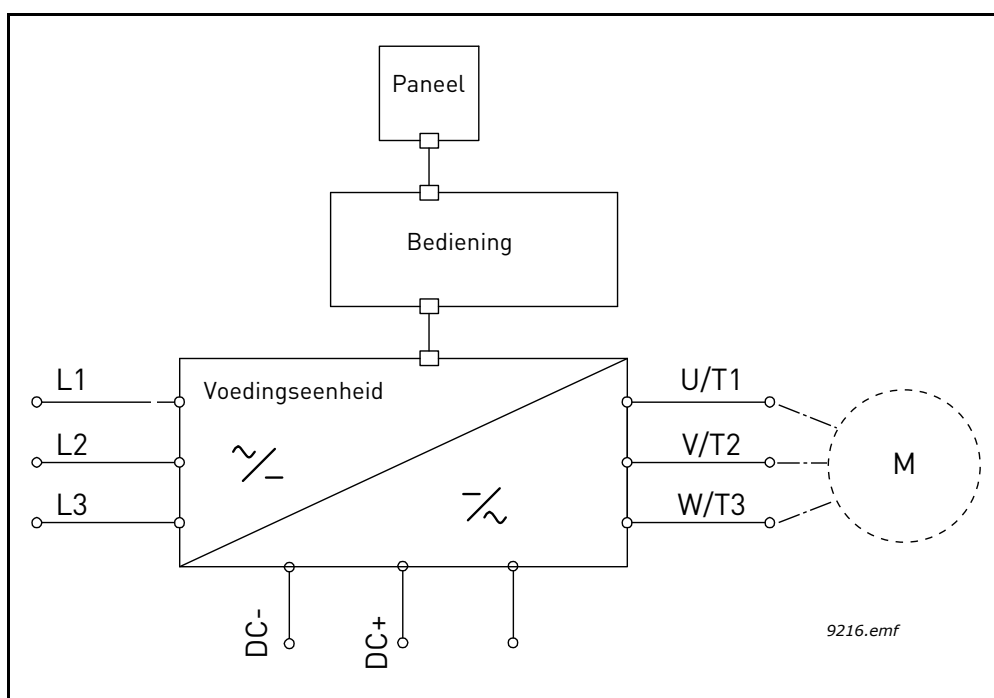 Paneel
Bediening
Voedingseenheid
L1
L2
L3
U/T1
V/T2
W/T3
M
DC-
DC+
9216.emf